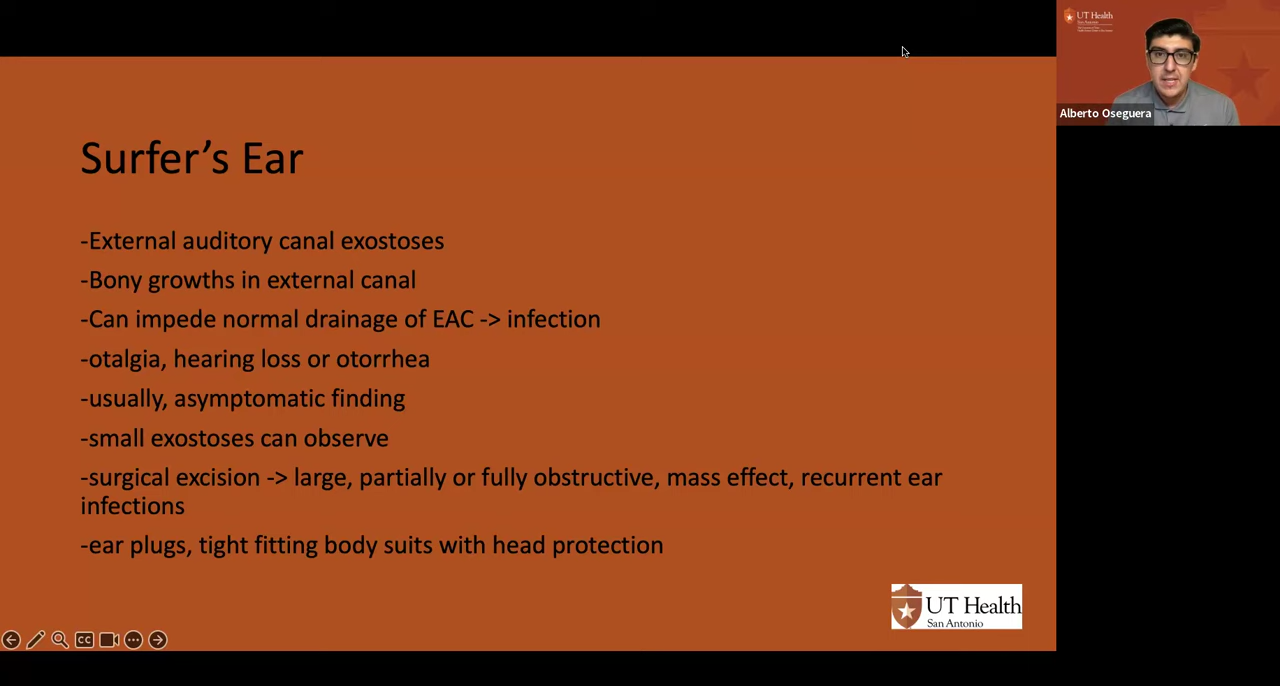 UT Health
San Antonio
Alberto Oseguera
Surfer's Ear
-External auditory canal exostoses
-Bony growths in external canal
-Can impede normal drainage of EAC -> infection
-otalgia, hearing loss or otorrhea
-usually, asymptomatic finding
-small exostoses can observe
-surgical excision -> large, partially or fully obstructive, mass effect, recurrent ear
infections
-ear plugs, tight fitting body suits with head protection
UT Health
San Antonio
CC